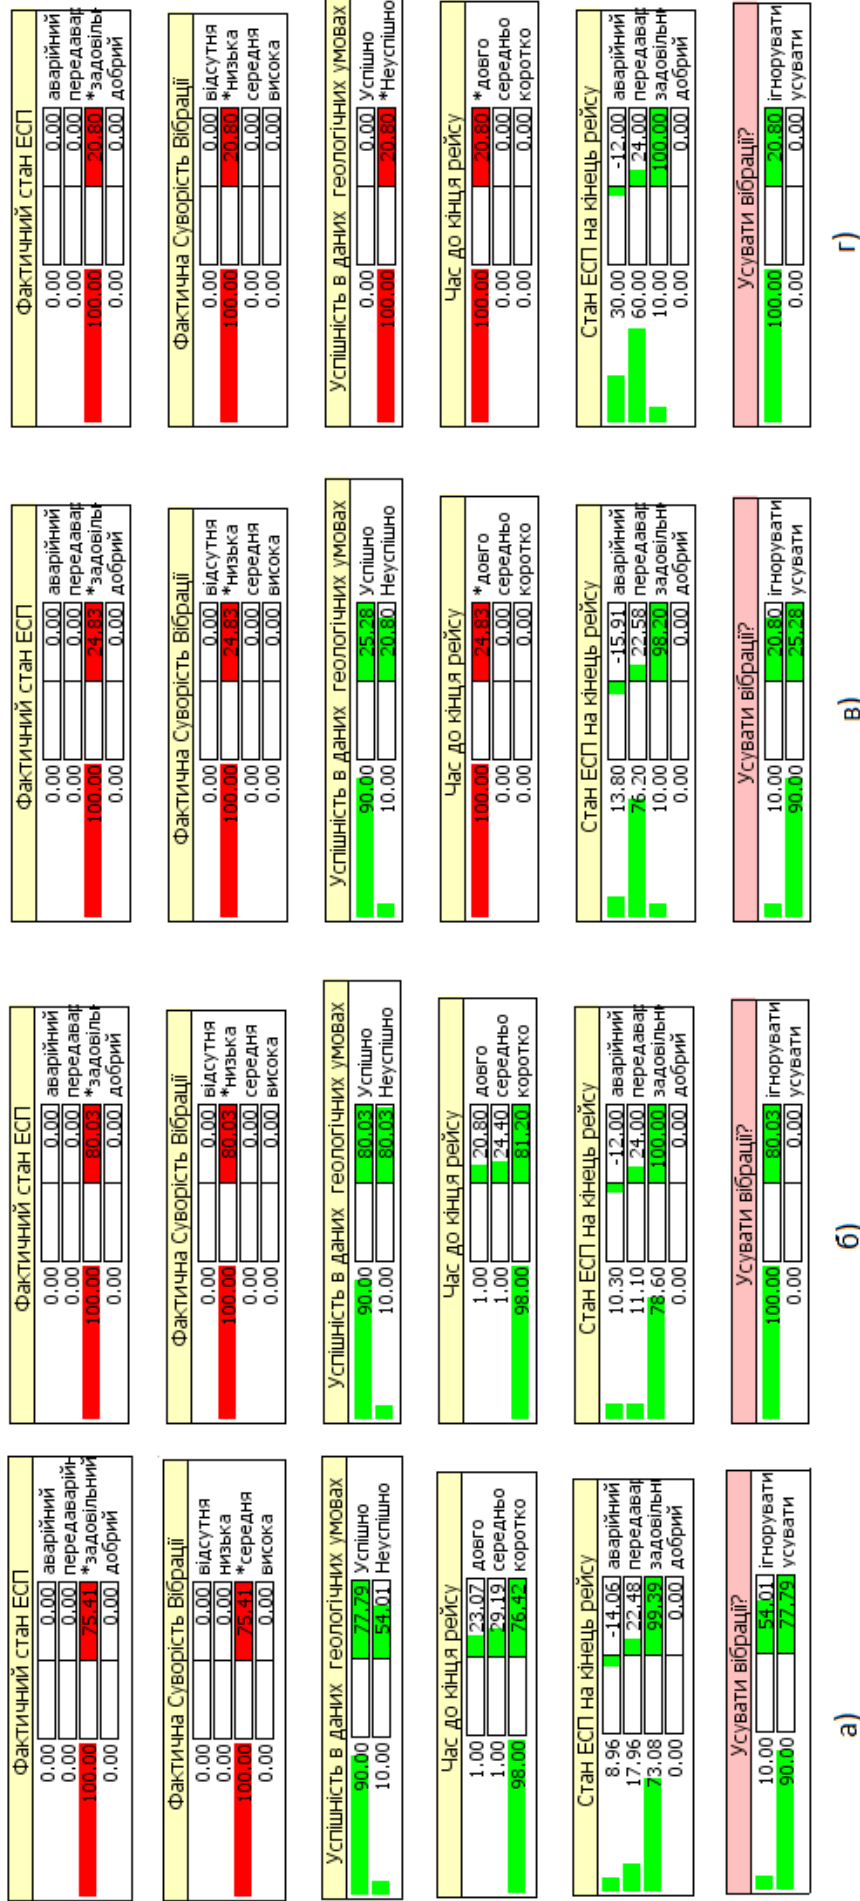 Фактичний стан ЕСП
0.00 0.00 аварійний
0.00 0.00 передаварійн
100.00 75.41 *задовільний
0.00 0.00 добрий
Фактична Суворість Вібрації
0.00 0.00 відсутня
0.00 0.00 низька
100.00 75.41 *середня
0.00 0.00 висока
Успішність в даних геологічних умовах
90.00 77.79 Успішно
10.00 54.01 Неуспішно
Час до кінця рейсу
1.00 23.07 довго
1.00 29.19 середньо
98.00 76.42 коротко
Стан ЕСП на кінець рейсу
8.96 -14.06 аварійний
17.96 22.48 передавар
73.08 99.39 задовільн
0.00 0.00 добрий
Усувати вібрації?
10.00 54.01 ігнорувати
90.00 77.79 усувати
а)
Фактичний стан ЕСП
0.00 0.00 аварійний
0.00 0.00 передавар
100.00 80.03 *задовільн
0.00 0.00 добрий
Фактична Суворість Вібрації
0.00 0.00 відсутня
100.00 80.03 *низька
0.00 0.00 середня
0.00 0.00 висока
Успішність в даних геологічних умовах
90.00 80.03 Успішно
10.00 80.03 Неуспішно
Час до кінця рейсу
1.00 20.80 довго
1.00 24.40 середньо
98.00 81.20 коротко
Стан ЕСП на кінець рейсу
10.30 -12.00 аварійний
11.10 24.00 передавар
78.60 100.00 задовільн
0.00 0.00 добрий
Усувати вібрації?
100.00 80.03 ігнорувати
0.00 0.00 усувати
б)
Фактичний стан ЕСП
0.00 0.00 аварійний
0.00 0.00 передавар
100.00 24.83 *задовільн
0.00 0.00 добрий
Фактична Суворість Вібрації
0.00 0.00 відсутня
100.00 24.83 *низька
0.00 0.00 середня
0.00 0.00 висока
Успішність в даних геологічних умовах
90.00 25.28 Успішно
10.00 20.80 Неуспішно
Час до кінця рейсу
100.00 24.83 *довго
0.00 0.00 середньо
0.00 0.00 коротко
Стан ЕСП на кінець рейсу
13.80 -15.91 аварійний
76.20 22.58 передавар
10.00 98.20 задовільн
0.00 0.00 добрий
Усувати вібрації?
10.00 20.80 ігнорувати
90.00 25.28 усувати
в)
Фактичний стан ЕСП
0.00 0.00 аварійний
0.00 0.00 передавар
100.00 20.80 *задовільн
0.00 0.00 добрий
Фактична Суворість Вібрації
0.00 0.00 відсутня
100.00 20.80 *низька
0.00 0.00 середня
0.00 0.00 висока
Успішність в даних геологічних умовах
0.00 0.00 Успішно
100.00 20.80 *Неуспішно
Час до кінця рейсу
100.00 20.80 *довго
0.00 0.00 середньо
0.00 0.00 коротко
Стан ЕСП на кінець рейсу
30.00 -12.00 аварійний
60.00 24.00 передавар
10.00 100.00 задовільн
0.00 0.00 добрий
Усувати вібрації?
100.00 20.80 ігнорувати
0.00 0.00 усувати
г)